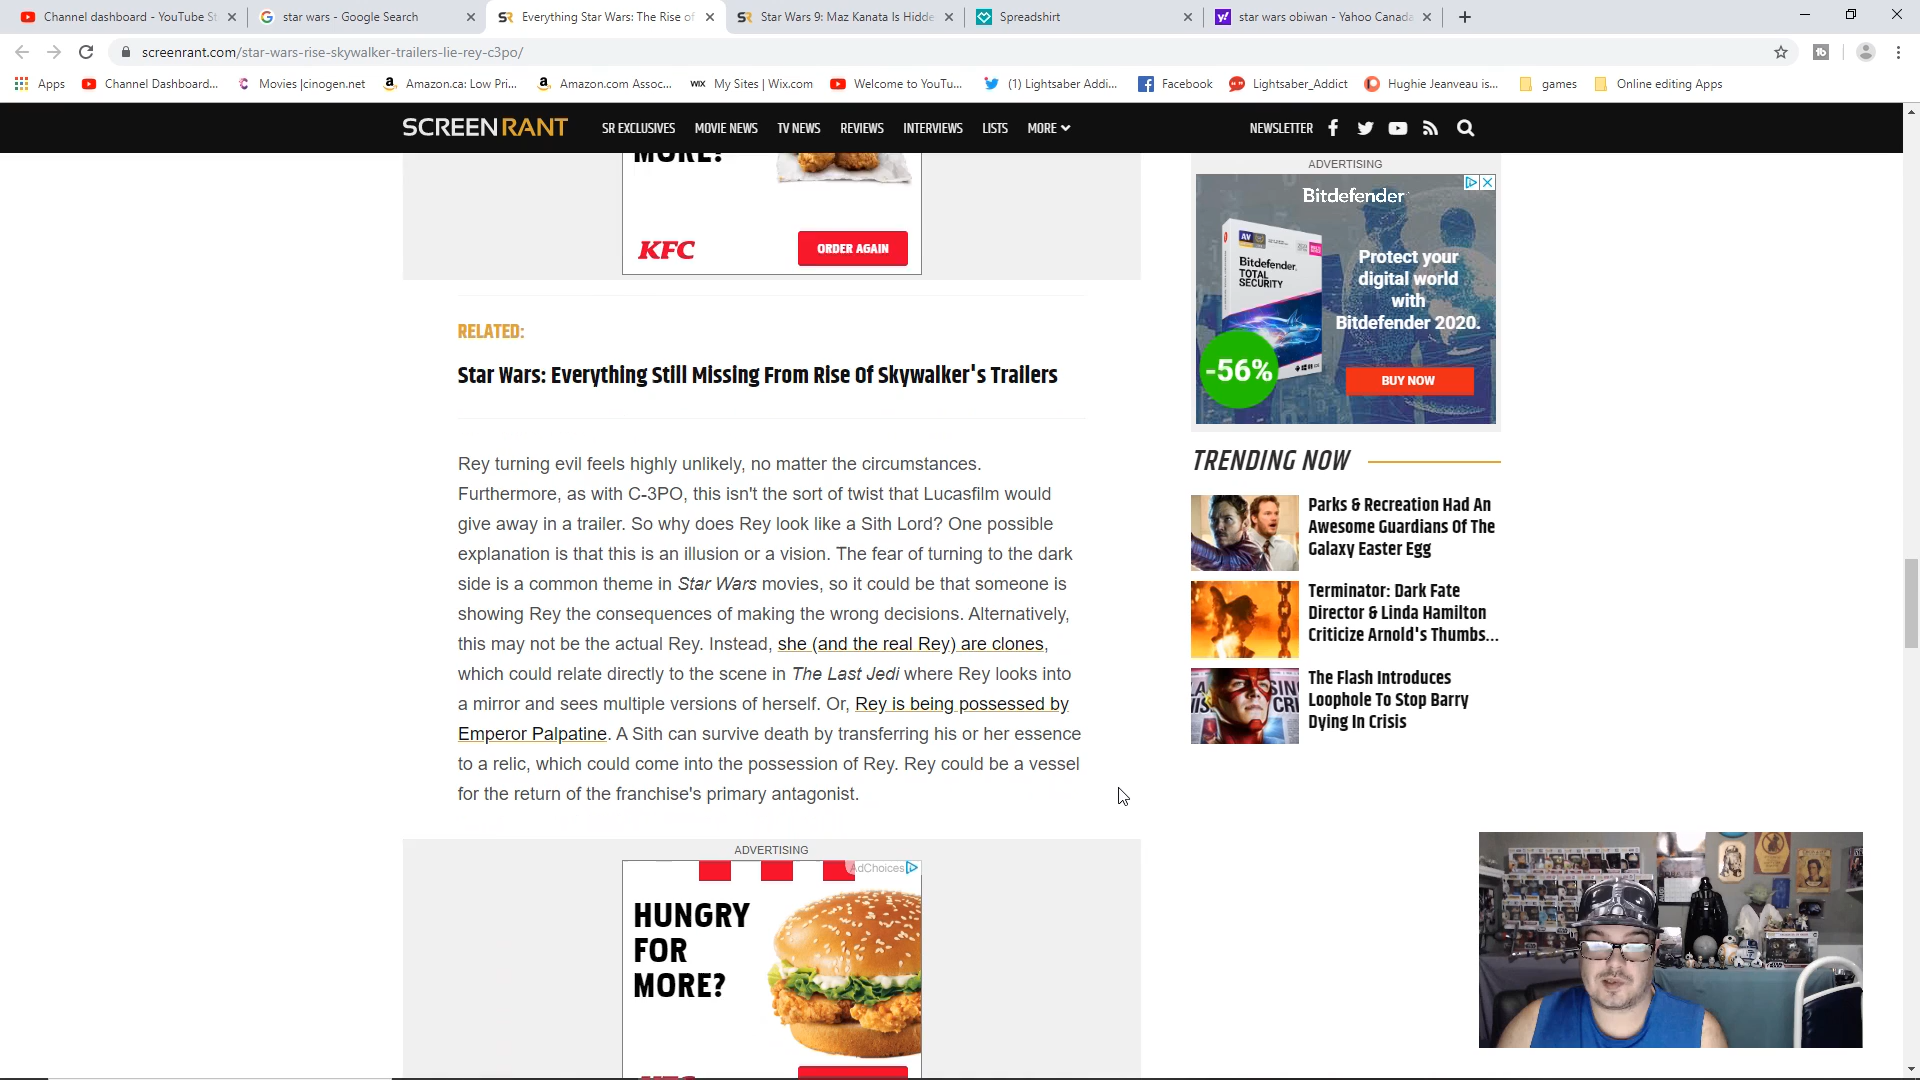 Channel dashboard - YouTube St
star wars - Google Search
Everything Star Wars: The Rise of
Star Wars 9: Maz Kanata Is Hidde
Spreadshirt
star wars obiwan - Yahoo Canada
screenrant.com/star-wars-rise-skywalker-trailers-lie-rey-c3po/
Apps
Channel Dashboard...
Movies |cinogen.net
Amazon.ca: Low Pri...
Amazon.com Assoc...
WIX My Sites | Wix.com
Welcome to YouTu...
(1) Lightsaber Addi...
Facebook
Lightsaber_Addict
Hughie Jeanveau is...
games
Online editing Apps
SCREENRANT
SR EXCLUSIVES
MOVIE NEWS
TV NEWS
REVIEWS
INTERVIEWS
LISTS
MORE
NEWSLETTER
MORE?
KFC
ORDER AGAIN
RELATED:
Star Wars: Everything Still Missing From Rise Of Skywalker's Trailers
Rey turning evil feels highly unlikely, no matter the circumstances.
Furthermore, as with C-3PO, this isn't the sort of twist that Lucasfilm would
give away in a trailer. So why does Rey look like a Sith Lord? One possible
explanation is that this is an illusion or a vision. The fear of turning to the dark
side is a common theme in Star Wars movies, so it could be that someone is
showing Rey the consequences of making the wrong decisions. Alternatively,
this may not be the actual Rey. Instead, she (and the real Rey) are clones,
which could relate directly to the scene in The Last Jedi where Rey looks into
a mirror and sees multiple versions of herself. Or, Rey is being possessed by
Emperor Palpatine. A Sith can survive death by transferring his or her essence
to a relic, which could come into the possession of Rey. Rey could be a vessel
for the return of the franchise's primary antagonist.
ADVERTISING
AdChoices
HUNGRY
FOR
MORE?
ADVERTISING
Bitdefender
AV
Bitdefender
TOTAL
SECURITY
-56%
Protect your
digital world
with
Bitdefender 2020.
BUY NOW
TRENDING NOW
Parks & Recreation Had An
Awesome Guardians Of The
Galaxy Easter Egg
Terminator: Dark Fate
Director & Linda Hamilton
Criticize Arnold's Thumbs...
The Flash Introduces
Loophole To Stop Barry
Dying In Crisis